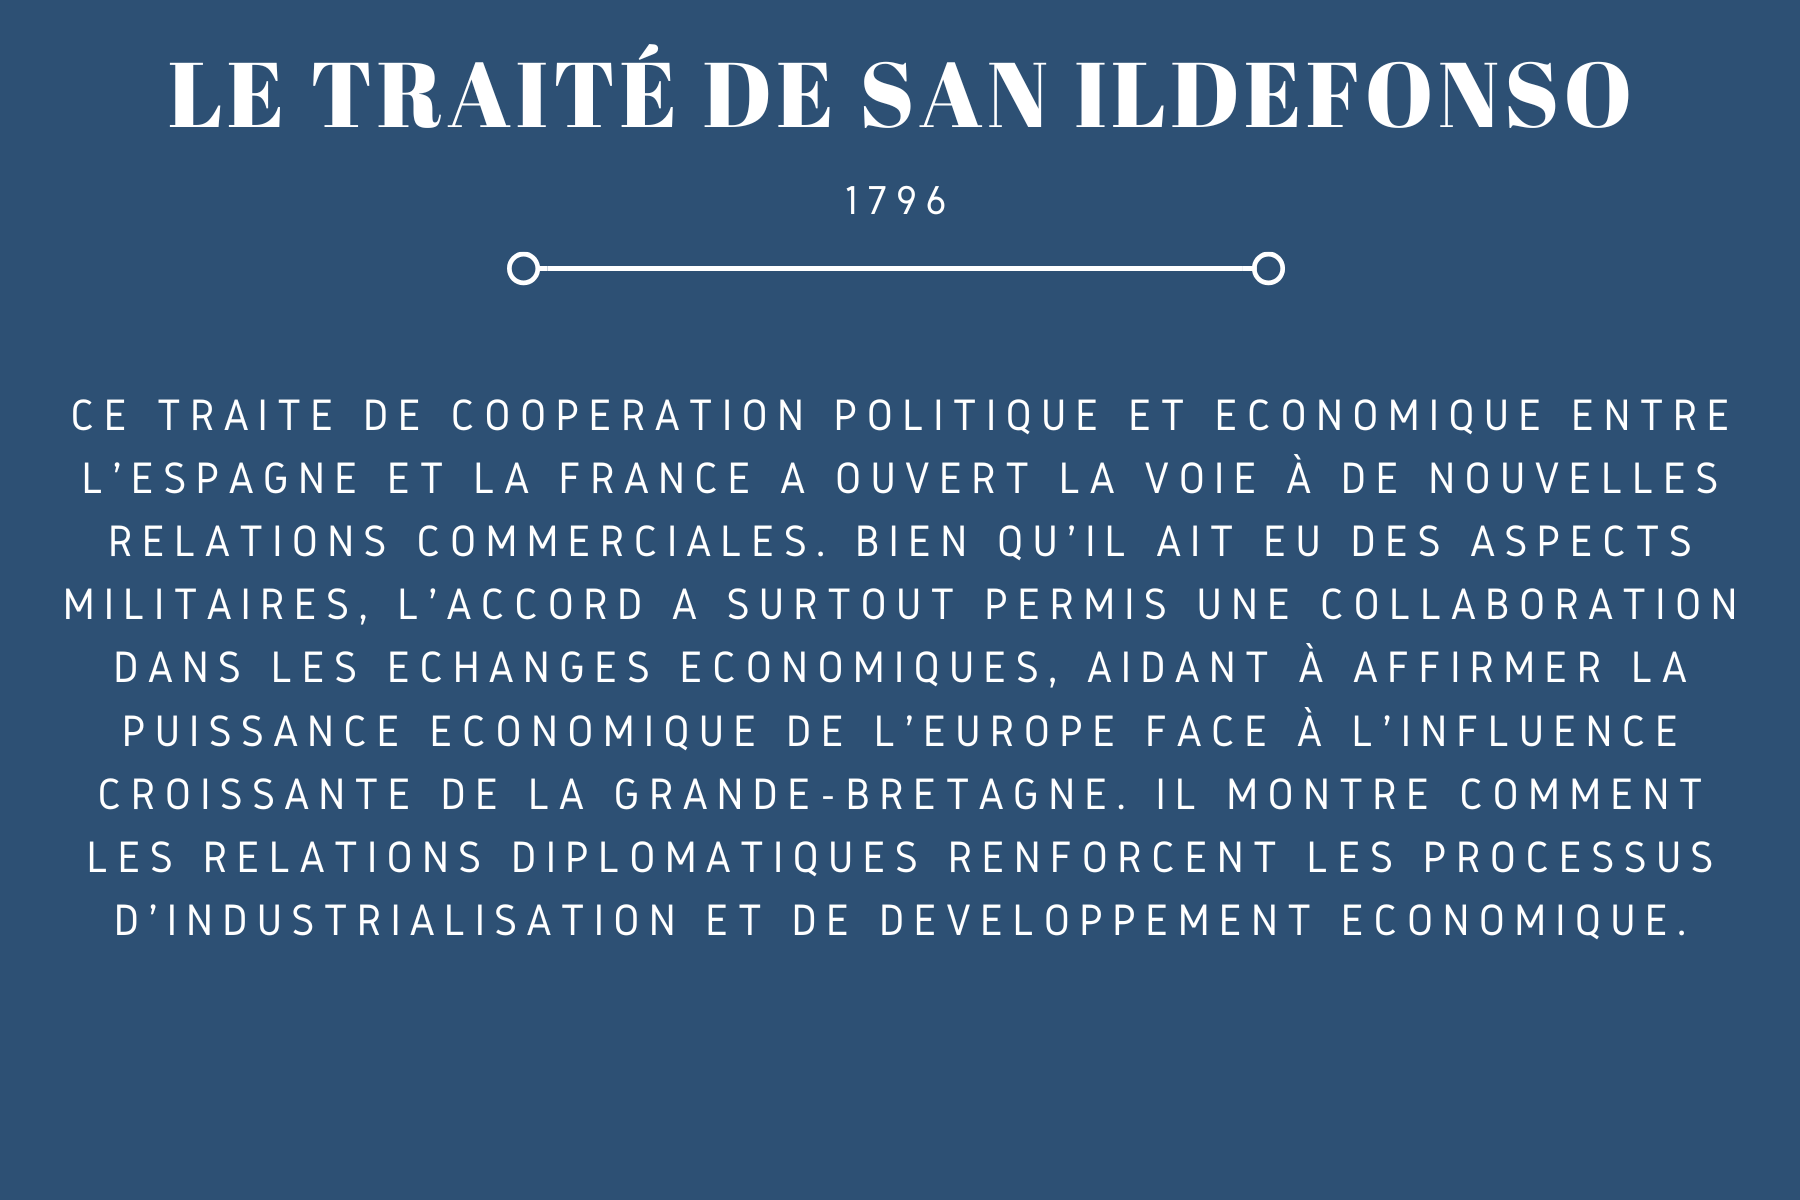 LE TRAITÉ DE SAN ILDEFONSO
1796
CE TRAITE DE COOPERATION POLITIQUE ET ECONOMIQUE ENTRE
L'ESPAGNE ET LA FRANCE A OUVERT LA VOIE À DE NOUVELLES
RELATIONS COMMERCIALES. BIEN QU'IL AIT EU DES ASPECTS
MILITAIRES, L'ACCORD A SURTOUT PERMIS UNE COLLABORATION
DANS LES ECHANGES ECONOMIQUES, AIDANT À AFFIRMER LA
PUISSANCE ECONOMIQUE DE L'EUROPE FACE À L'INFLUENCE
CROISSANTE DE LA GRANDE-BRETAGNE. IL MONTRE COMMENT
LES RELATIONS DIPLOMATIQUES RENFORCENT LES PROCESSUS
D'INDUSTRIALISATION ET DE DEVELOPPEMENT ECONOMIQUE.